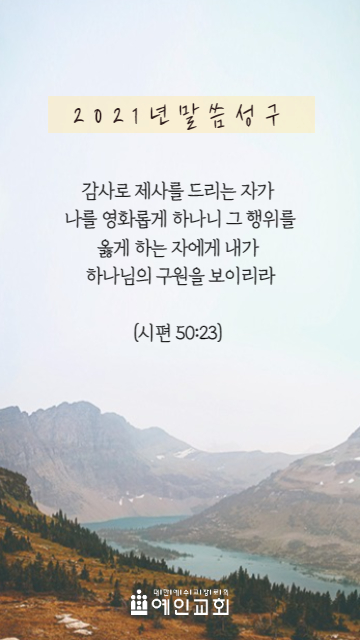 2021년말씀성구
감사로 제사를 드리는 자가
나를 영화롭게 하나니 그 행위를
옳게 하는 자에게 내가
하나님의 구원을 보이리라
(시편 50:23)
예인교회